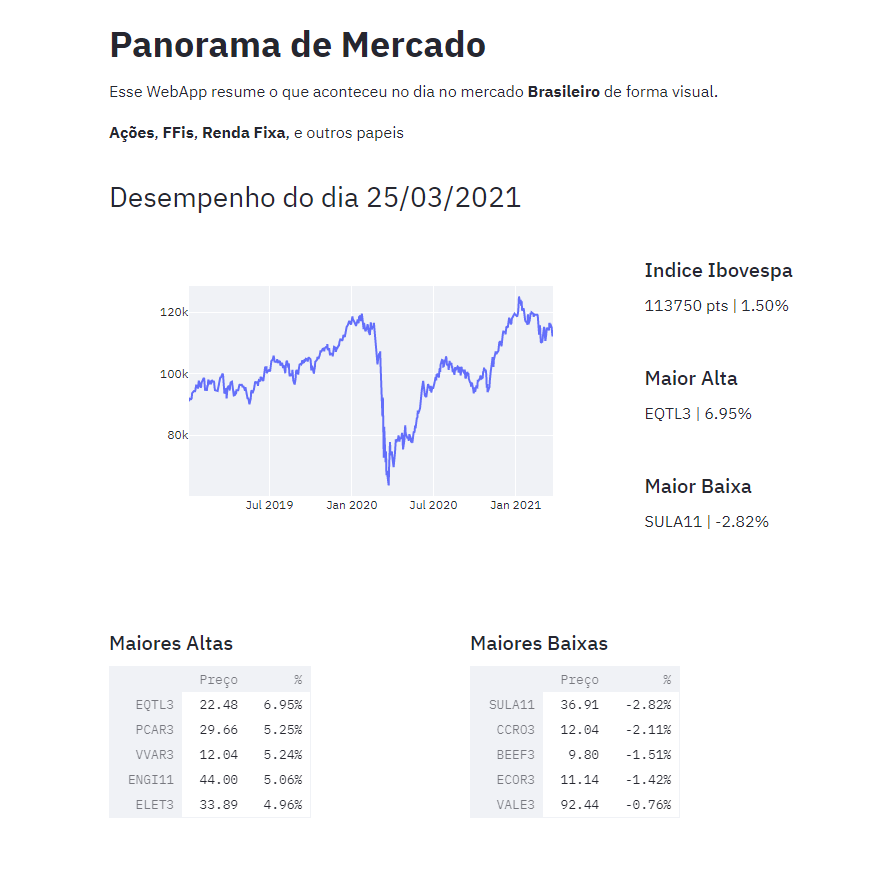 Panorama de Mercado
Esse WebApp resume o que aconteceu no dia no mercado Brasileiro de forma visual.
Ações, FFis, Renda Fixa, e outros papeis
Desempenho do dia 25/03/2021
120k
100k
80k
Jul 2019 Jan 2020 Jul 2020 Jan 2021
Indice Ibovespa
113750 pts | 1.50%
Maior Alta
EQTL3 | 6.95%
Maior Baixa
SULA11 | -2.82%
Maiores Altas
Preço %
EQTL3 22.48 6.95%
PCAR3 29.66 5.25%
VVAR3 12.04 5.24%
ENGI11 44.00 5.06%
ELET3 33.89 4.96%
Maiores Baixas
Preço %
SULA11 36.91 -2.82%
CCRO3 12.04 -2.11%
BEEF3 9.80 -1.51%
ECOR3 11.14 -1.42%
VALE3 92.44 -0.76%